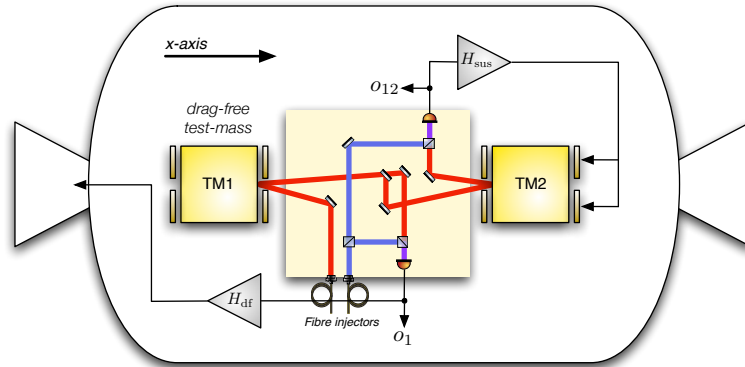 x-axis
H_sus
o_12
drag-free
test-mass
TM1
TM2
H_df
Fibre injectors
o_1